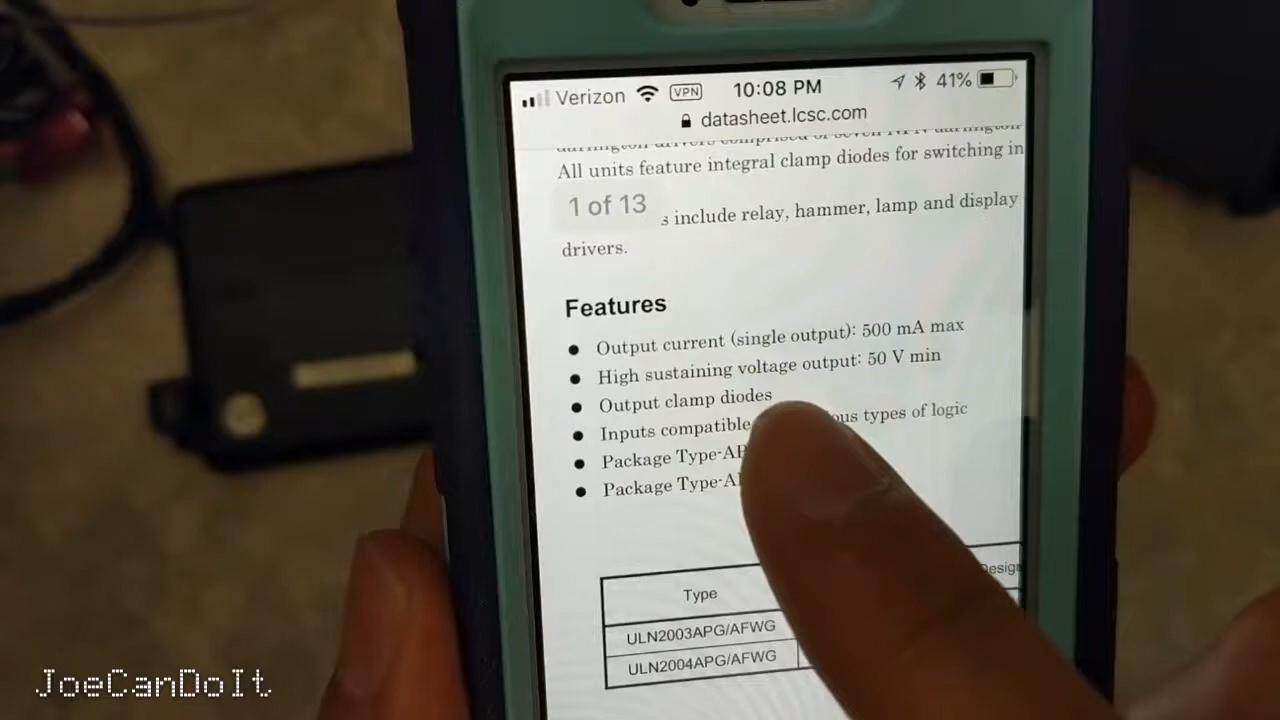 Verizon VPN 10:08 PM 41%
datasheet.lcsc.com
All units feature integral clamp diodes for switching in
1 of 13 s include relay, hammer, lamp and display
drivers.
Features
● Output current (single output): 500 mA max
● High sustaining voltage output: 50 V min
● Output clamp diodes
● Inputs compatible ous types of logic
● Package Type-AP
● Package Type-A
Type Design
ULN2003APG/AFWG
ULN2004APG/AFWG
JoeCanDoIt